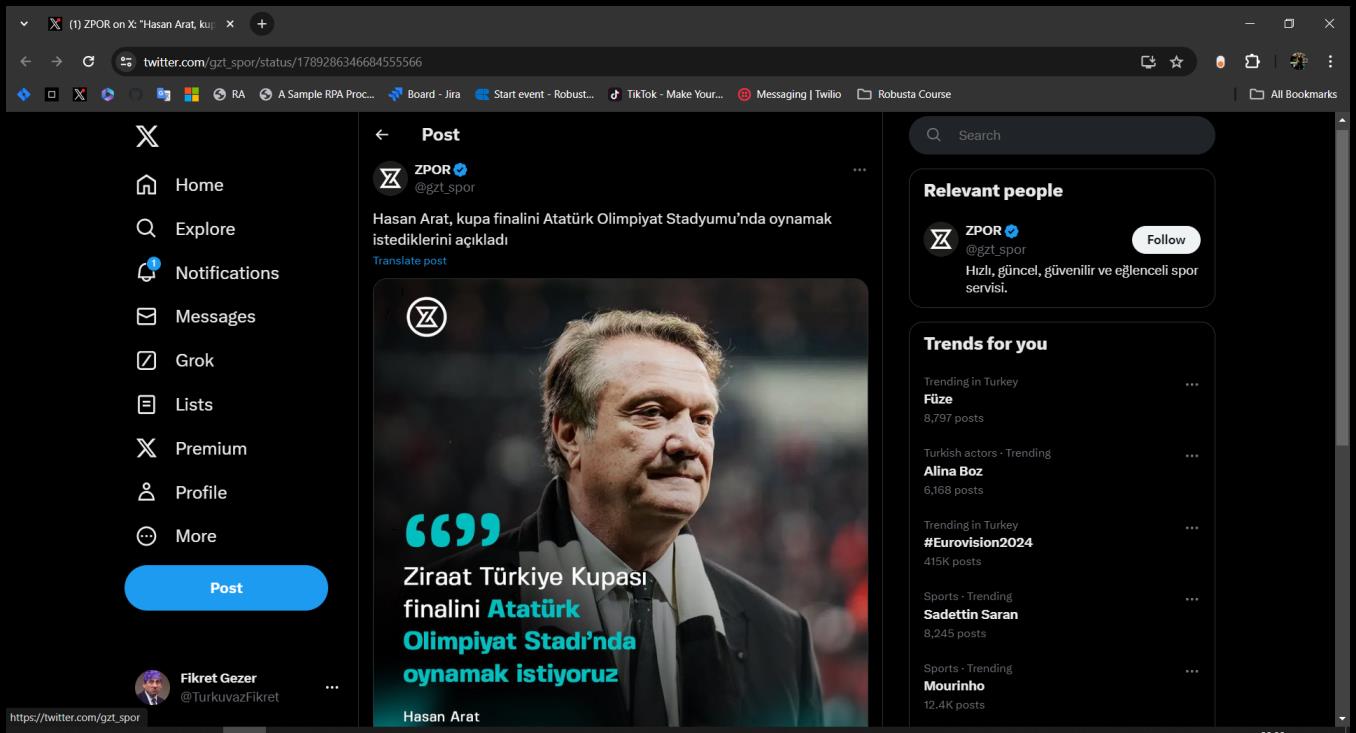 (1) ZPOR on X: "Hasan Arat, kup
twitter.com/gzt_spor/status/1789286346684555566
RA
A Sample RPA Proc...
Board - Jira
Start event - Robust...
TikTok - Make Your...
Messaging | Twilio
Robusta Course
All Bookmarks
Home
Explore
1
Notifications
Messages
Grok
Lists
Premium
Profile
More
Post
Fikret Gezer
@TurkuvazFikret
https://twitter.com/gzt_spor
Post
ZPOR
@gzt_spor
Hasan Arat, kupa finalini Atatürk Olimpiyat Stadyumu’nda oynamak
istediklerini açıkladı
Translate post
Ziraat Türkiye Kupası
finalini Atatürk
Olimpiyat Stadı’nda
oynamak istiyoruz
Hasan Arat
Search
Relevant people
ZPOR
@gzt_spor
Follow
Hızlı, güncel, güvenilir ve eğlenceli spor
servisi.
Trends for you
Trending in Turkey
Füze
8,797 posts
Turkish actors · Trending
Alina Boz
6,168 posts
Trending in Turkey
#Eurovision2024
415K posts
Sports · Trending
Sadettin Saran
8,245 posts
Sports · Trending
Mourinho
12.4K posts